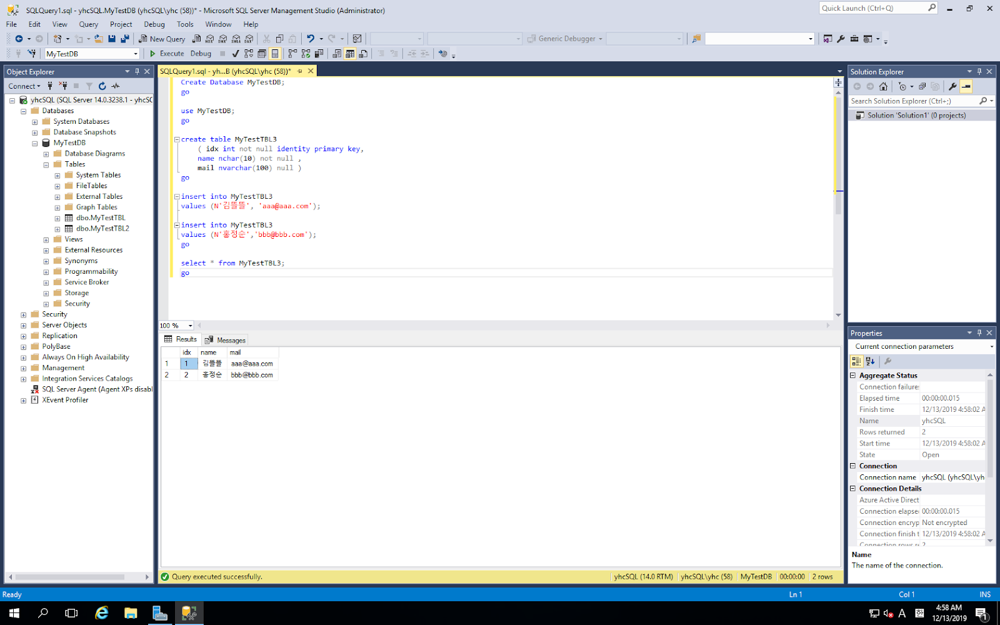 SQLQuery1.sql - yhcSQL.MyTestDB (yhcSQL\yhc (58))* - Microsoft SQL Server Management Studio (Administrator)
Quick Launch (Ctrl+Q)
File Edit View Query Project Debug Tools Window Help
New Query
MDX
DMX
XMLA
DAX
Generic Debugger
MyTestDB
Execute Debug
Object Explorer
Connect
yhcSQL (SQL Server 14.0.3238.1 - yhcSQ
Databases
System Databases
Database Snapshots
MyTestDB
Database Diagrams
Tables
System Tables
FileTables
External Tables
Graph Tables
dbo.MyTestTBL
dbo.MyTestTBL2
Views
External Resources
Synonyms
Programmability
Service Broker
Storage
Security
Security
Server Objects
Replication
PolyBase
Always On High Availability
Management
Integration Services Catalogs
SQL Server Agent (Agent XPs disabl
XEvent Profiler
SQLQuery1.sql - yh...B (yhcSQL\yhc (58))*
Create Database MyTestDB;
go
use MyTestDB;
go
create table MyTestTBL3
( idx int not null identity primary key,
name nchar(10) not null ,
mail nvarchar(100) null )
go
insert into MyTestTBL3
values (N'김뜰뜰', 'aaa@aaa.com');
insert into MyTestTBL3
values (N'홍정순','bbb@bbb.com');
go
select * from MyTestTBL3;
go
100 %
Results Messages
idx name mail
1 1 김뜰뜰 aaa@aaa.com
2 2 홍정순 bbb@bbb.com
Query executed successfully.
yhcSQL (14.0 RTM) yhcSQL\yhc (58) MyTestDB 00:00:00 2 rows
Solution Explorer
Search Solution Explorer (Ctrl+;)
Solution 'Solution1' (0 projects)
Properties
Current connection parameters
Aggregate Status
Connection failure
Elapsed time 00:00:00.015
Finish time 12/13/2019 4:58:02 A
Name yhcSQL
Rows returned 2
Start time 12/13/2019 4:58:02 A
State Open
Connection
Connection name yhcSQL (yhcSQL\yh
Connection Details
Azure Active Direct
Connection elapse 00:00:00.015
Connection encryp Not encrypted
Connection finish t 12/13/2019 4:58:02 A
Connection rows r 2
Name
The name of the connection.
Ready
Ln 1 Col 1 INS
A
4:58 AM
12/13/2019
1